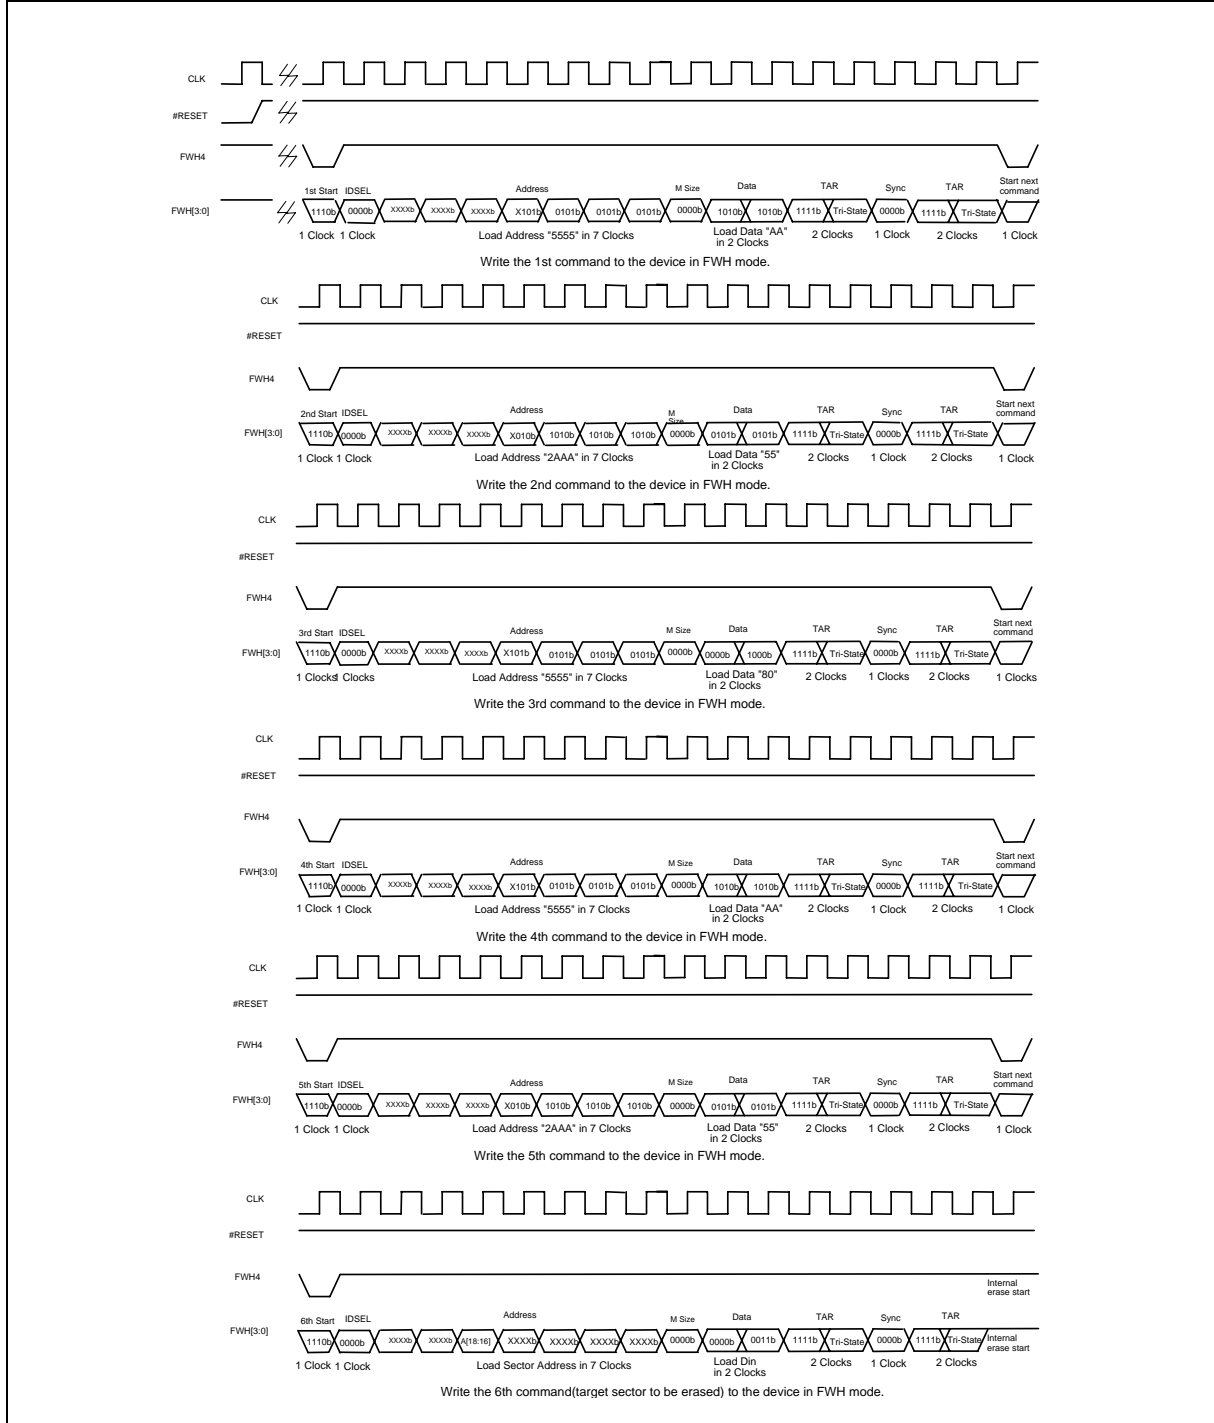 CLK
#RESET
FWH4
1st Start IDSEL Address M Size Data TAR Sync TAR Start next command
FWH[3:0] 1110b 0000b XXXXb XXXXb XXXXb X101b 0101b 0101b 0101b 0000b 1010b 1010b 1111b Tri-State 0000b 1111b Tri-State
1 Clock 1 Clock Load Address "5555" in 7 Clocks Load Data "AA" in 2 Clocks 2 Clocks 1 Clock 2 Clocks 1 Clock
Write the 1st command to the device in FWH mode.
CLK
#RESET
FWH4
2nd Start IDSEL Address M Size Data TAR Sync TAR Start next command
FWH[3:0] 1110b 0000b XXXXb XXXXb XXXXb X010b 1010b 1010b 1010b 0000b 0101b 0101b 1111b Tri-State 0000b 1111b Tri-State
1 Clock 1 Clock Load Address "2AAA" in 7 Clocks Load Data "55" in 2 Clocks 2 Clocks 1 Clock 2 Clocks 1 Clock
Write the 2nd command to the device in FWH mode.
CLK
#RESET
FWH4
3rd Start IDSEL Address M Size Data TAR Sync TAR Start next command
FWH[3:0] 1110b 0000b XXXXb XXXXb XXXXb X101b 0101b 0101b 0101b 0000b 0000b 1000b 1111b Tri-State 0000b 1111b Tri-State
1 Clocks 1 Clocks Load Address "5555" in 7 Clocks Load Data "80" in 2 Clocks 2 Clocks 1 Clocks 2 Clocks 1 Clocks
Write the 3rd command to the device in FWH mode.
CLK
#RESET
FWH4
4th Start IDSEL Address M Size Data TAR Sync TAR Start next command
FWH[3:0] 1110b 0000b XXXXb XXXXb XXXXb X101b 0101b 0101b 0101b 0000b 1010b 1010b 1111b Tri-State 0000b 1111b Tri-State
1 Clock 1 Clock Load Address "5555" in 7 Clocks Load Data "AA" in 2 Clocks 2 Clocks 1 Clock 2 Clocks 1 Clock
Write the 4th command to the device in FWH mode.
CLK
#RESET
FWH4
5th Start IDSEL Address M Size Data TAR Sync TAR Start next command
FWH[3:0] 1110b 0000b XXXXb XXXXb XXXXb X010b 1010b 1010b 1010b 0000b 0101b 0101b 1111b Tri-State 0000b 1111b Tri-State
1 Clock 1 Clock Load Address "2AAA" in 7 Clocks Load Data "55" in 2 Clocks 2 Clocks 1 Clock 2 Clocks 1 Clock
Write the 5th command to the device in FWH mode.
CLK
#RESET
FWH4 Internal erase start
6th Start IDSEL Address M Size Data TAR Sync TAR
FWH[3:0] 1110b 0000b XXXXb XXXXb A[18:16] XXXXb XXXXb XXXXb XXXXb 0000b 0000b 0011b 1111b Tri-State 0000b 1111b Tri-State Internal erase start
1 Clock 1 Clock Load Sector Address in 7 Clocks Load Din in 2 Clocks 2 Clocks 1 Clock 2 Clocks
Write the 6th command(target sector to be erased) to the device in FWH mode.